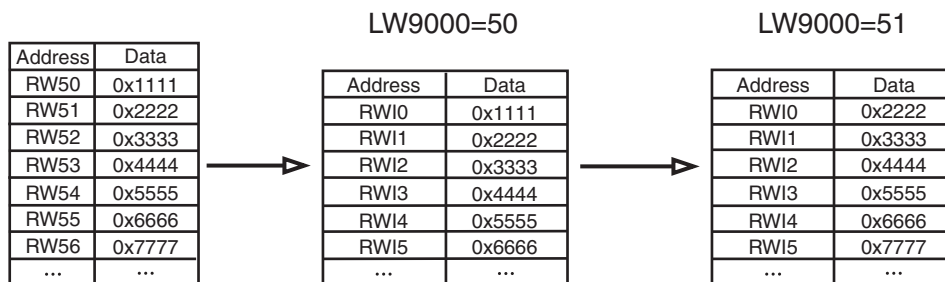 LW9000=50
LW9000=51
Address Data
RW50 0x1111
RW51 0x2222
RW52 0x3333
RW53 0x4444
RW54 0x5555
RW55 0x6666
RW56 0x7777
... ...
Address Data
RWI0 0x1111
RWI1 0x2222
RWI2 0x3333
RWI3 0x4444
RWI4 0x5555
RWI5 0x6666
... ...
Address Data
RWI0 0x2222
RWI1 0x3333
RWI2 0x4444
RWI3 0x5555
RWI4 0x6666
RWI5 0x7777
... ...